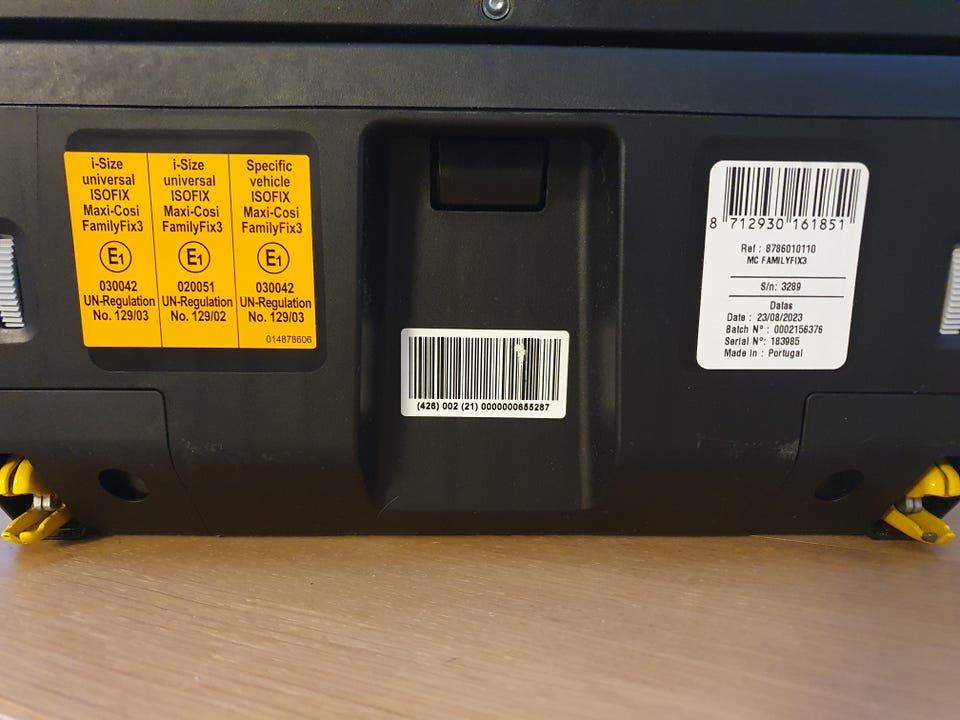 i-Size
universal
ISOFIX
Maxi-Cosi
FamilyFix3
E1
030042
UN-Regulation
No. 129/03
i-Size
universal
ISOFIX
Maxi-Cosi
FamilyFix3
E1
020051
UN-Regulation
No. 129/02
Specific
vehicle
ISOFIX
Maxi-Cosi
FamilyFix3
E1
030042
UN-Regulation
No. 129/03
014878606
(426) 002 (21) 0000000655287
8 712930 161851
Ref : 8786010110
MC FAMILYFIX3
S/n: 3289
Datas
Date : 23/08/2023
Batch N° : 0002156376
Serial N°: 183985
Made in : Portugal